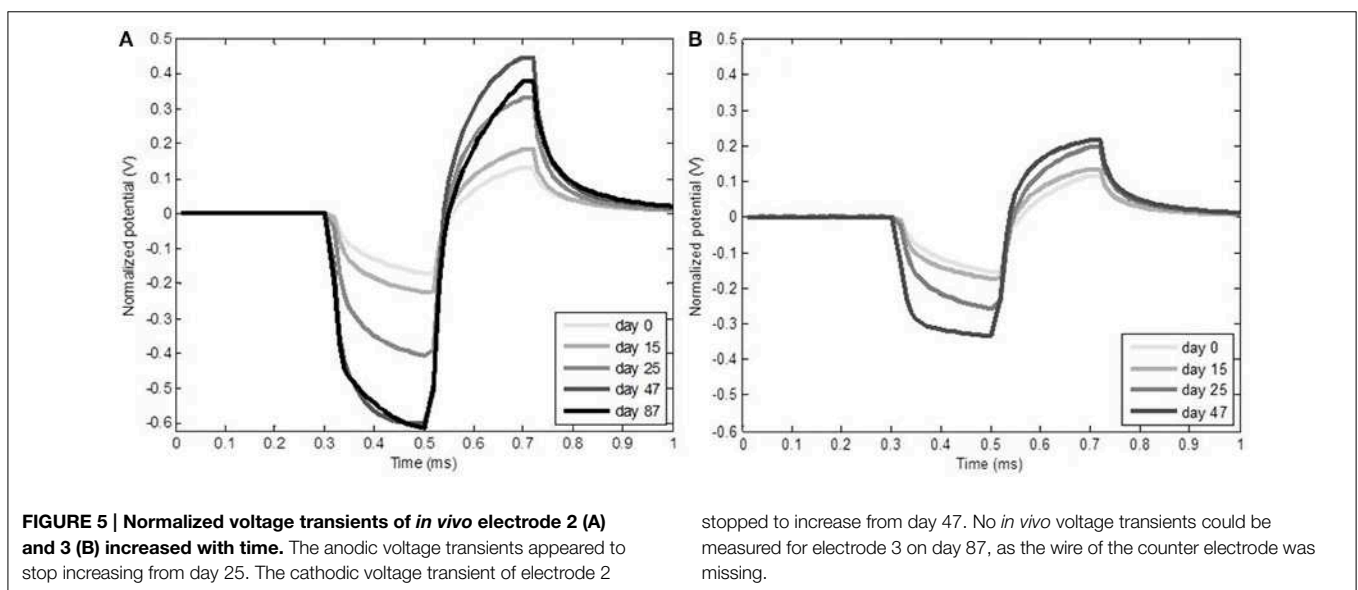 A
0.5
0.4
0.3
0.2
0.1
0
-0.1
-0.2
-0.3
-0.4
-0.5
-0.6
Normalized potential (V)
0 0.1 0.2 0.3 0.4 0.5 0.6 0.7 0.8 0.9 1
Time (ms)
day 0
day 15
day 25
day 47
day 87
B
0.5
0.4
0.3
0.2
0.1
0
-0.1
-0.2
-0.3
-0.4
-0.5
-0.6
Normalized potential (V)
0 0.1 0.2 0.3 0.4 0.5 0.6 0.7 0.8 0.9 1
Time (ms)
day 0
day 15
day 25
day 47
FIGURE 5 | Normalized voltage transients of in vivo electrode 2 (A)
and 3 (B) increased with time. The anodic voltage transients appeared to
stop increasing from day 25. The cathodic voltage transient of electrode 2
stopped to increase from day 47. No in vivo voltage transients could be
measured for electrode 3 on day 87, as the wire of the counter electrode was
missing.